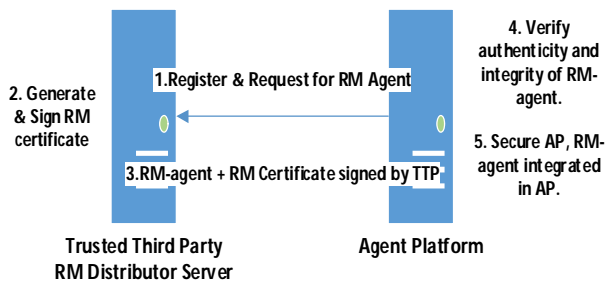 1.Register & Request for RM Agent
2. Generate
& Sign RM
certificate
3.RM-agent + RM Certificate signed by TTP
4. Verify
authenticity and
integrity of RM-
agent.
5. Secure AP, RM-
agent integrated
in AP.
Trusted Third Party
RM Distributor Server
Agent Platform